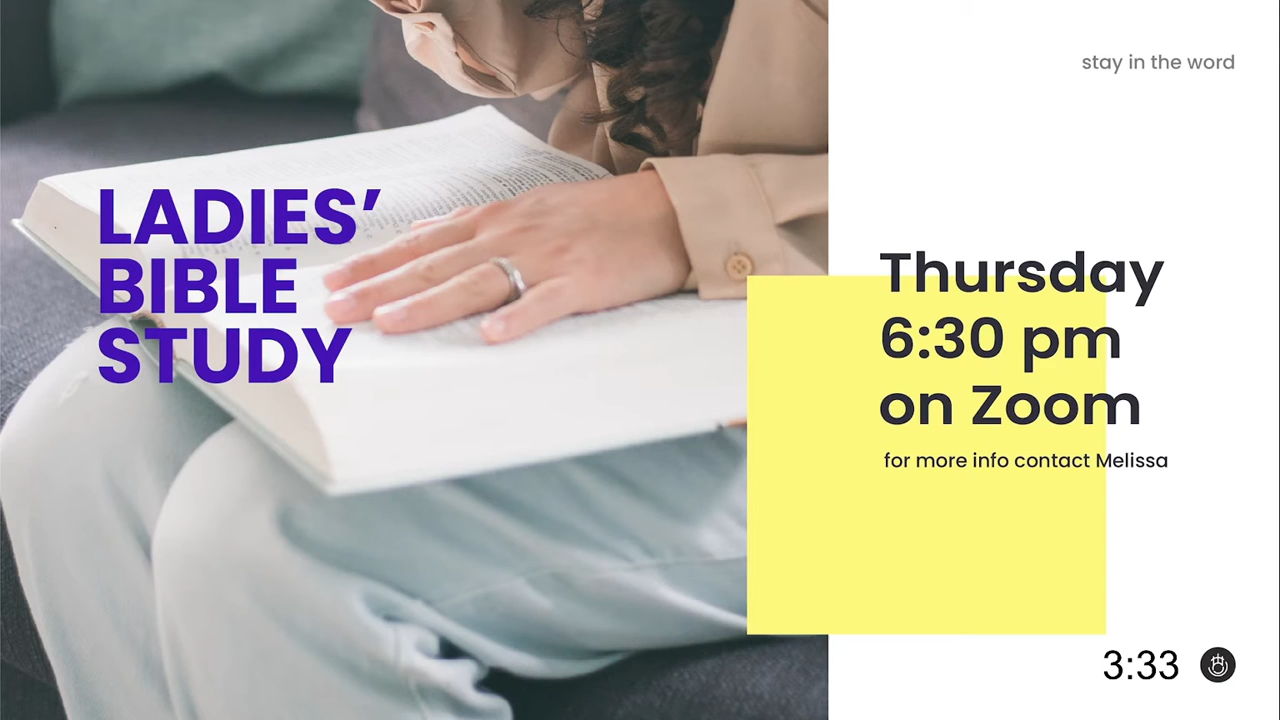 stay in the word
LADIES’
BIBLE
STUDY
Thursday
6:30 pm
on Zoom
for more info contact Melissa
3:33